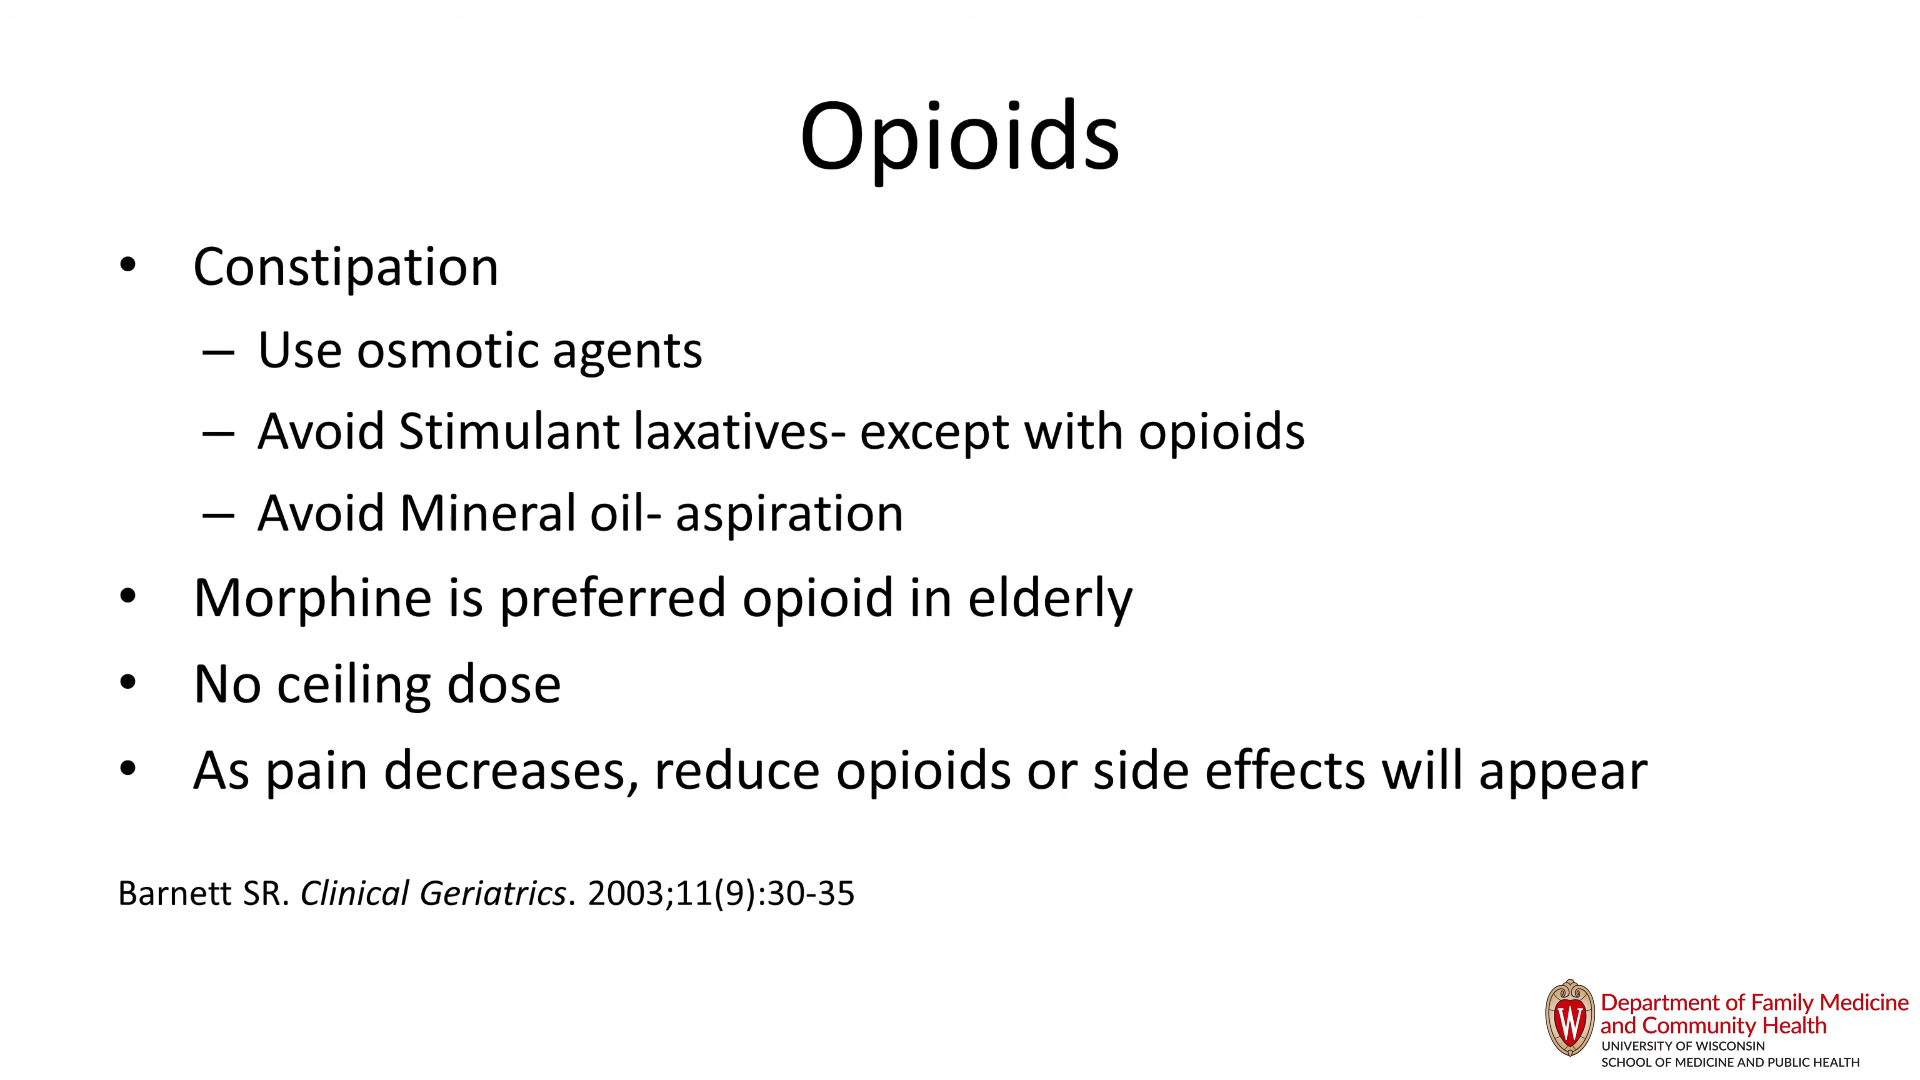 Opioids
• Constipation
– Use osmotic agents
– Avoid Stimulant laxatives- except with opioids
– Avoid Mineral oil- aspiration
• Morphine is preferred opioid in elderly
• No ceiling dose
• As pain decreases, reduce opioids or side effects will appear
Barnett SR. Clinical Geriatrics. 2003;11(9):30-35
W
Department of Family Medicine
and Community Health
UNIVERSITY OF WISCONSIN
SCHOOL OF MEDICINE AND PUBLIC HEALTH